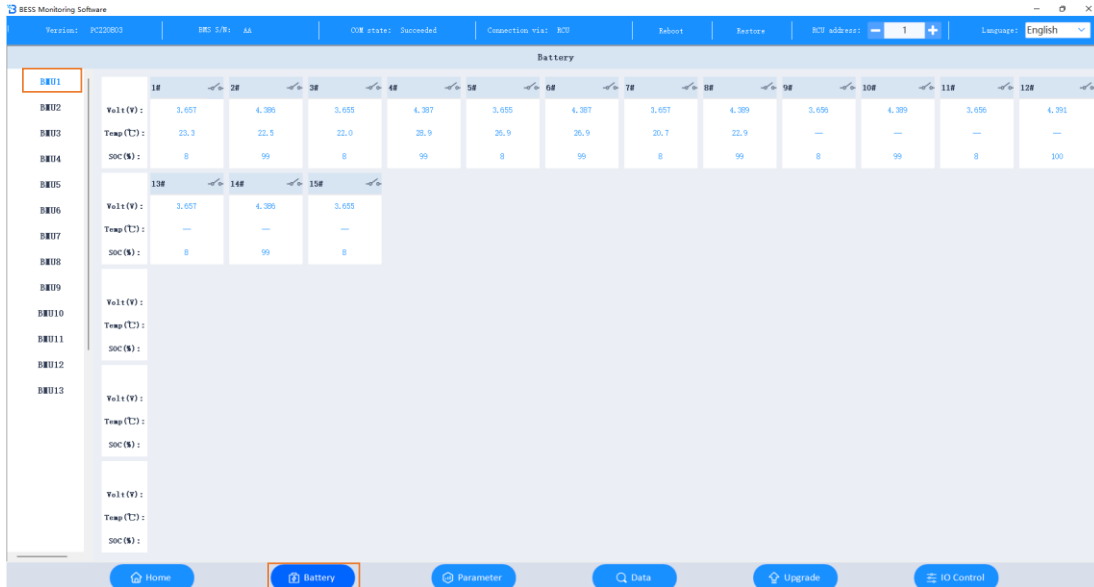 BESS Monitoring Software
Version: PC220803 BMS S/N: AA COM state: Succeeded Connection via: RCU Reboot Restore RCU address: 1 Language: English
Battery
BMU1
BMU2
BMU3
BMU4
BMU5
BMU6
BMU7
BMU8
BMU9
BMU10
BMU11
BMU12
BMU13
1# 2# 3# 4# 5# 6# 7# 8# 9# 10# 11# 12#
Volt(V): 3.657 4.386 3.655 4.387 3.655 4.387 3.657 4.389 3.656 4.389 3.656 4.391
Temp(℃): 23.3 22.5 22.0 28.9 26.9 26.9 20.7 22.9 — — — —
SOC(%): 8 99 8 99 8 99 8 99 8 99 8 100
13# 14# 15#
Volt(V): 3.657 4.386 3.655
Temp(℃): — — —
SOC(%): 8 99 8
Volt(V):
Temp(℃):
SOC(%):
Volt(V):
Temp(℃):
SOC(%):
Volt(V):
Temp(℃):
SOC(%):
Home Battery Parameter Data Upgrade IO Control